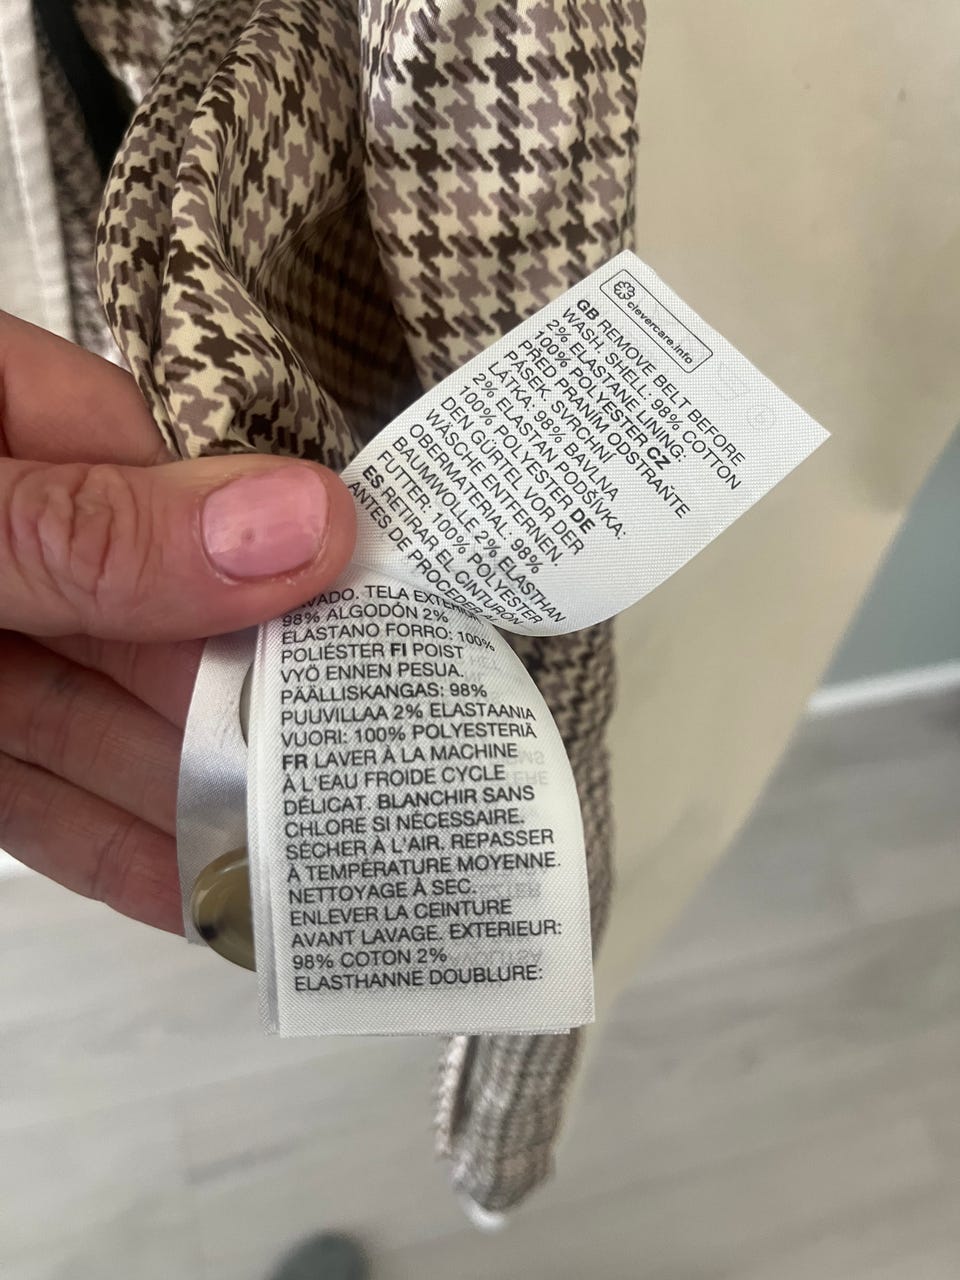 clevercare.info
GB REMOVE BELT BEFORE
WASH. SHELL: 98% COTTON
2% ELASTANE LINING:
100% POLYESTER CZ
PŘED PRANÍM ODSTRAŇTE
PÁSEK. SVRCHNÍ
LÁTKA: 98% BAVLNA
2% ELASTAN PODŠÍVKA:
100% POLYESTER DE
DEN GÜRTEL VOR DER
WÄSCHE ENTFERNEN.
OBERMATERIAL: 98%
BAUMWOLLE 2% ELASTHAN
FUTTER: 100% POLYESTER
ES RETIRAR EL CINTURÓN
ANTES DE PROCEDER AL
TELA EXTERIOR:
98% ALGODÓN 2%
ELASTANO FORRO: 100%
POLIÉSTER FI POIST
VYÖ ENNEN PESUA.
PÄÄLLISKANGAS: 98%
PUUVILLAA 2% ELASTAANIA
VUORI: 100% POLYESTERIÄ
FR LAVER À LA MACHINE
À L'EAU FROIDE CYCLE
DÉLICAT. BLANCHIR SANS
CHLORE SI NÉCESSAIRE.
SÉCHER À L'AIR. REPASSER
À TEMPÉRATURE MOYENNE.
NETTOYAGE À SEC.
ENLEVER LA CEINTURE
AVANT LAVAGE. EXTERIEUR:
98% COTON 2%
ELASTHANNE DOUBLURE: